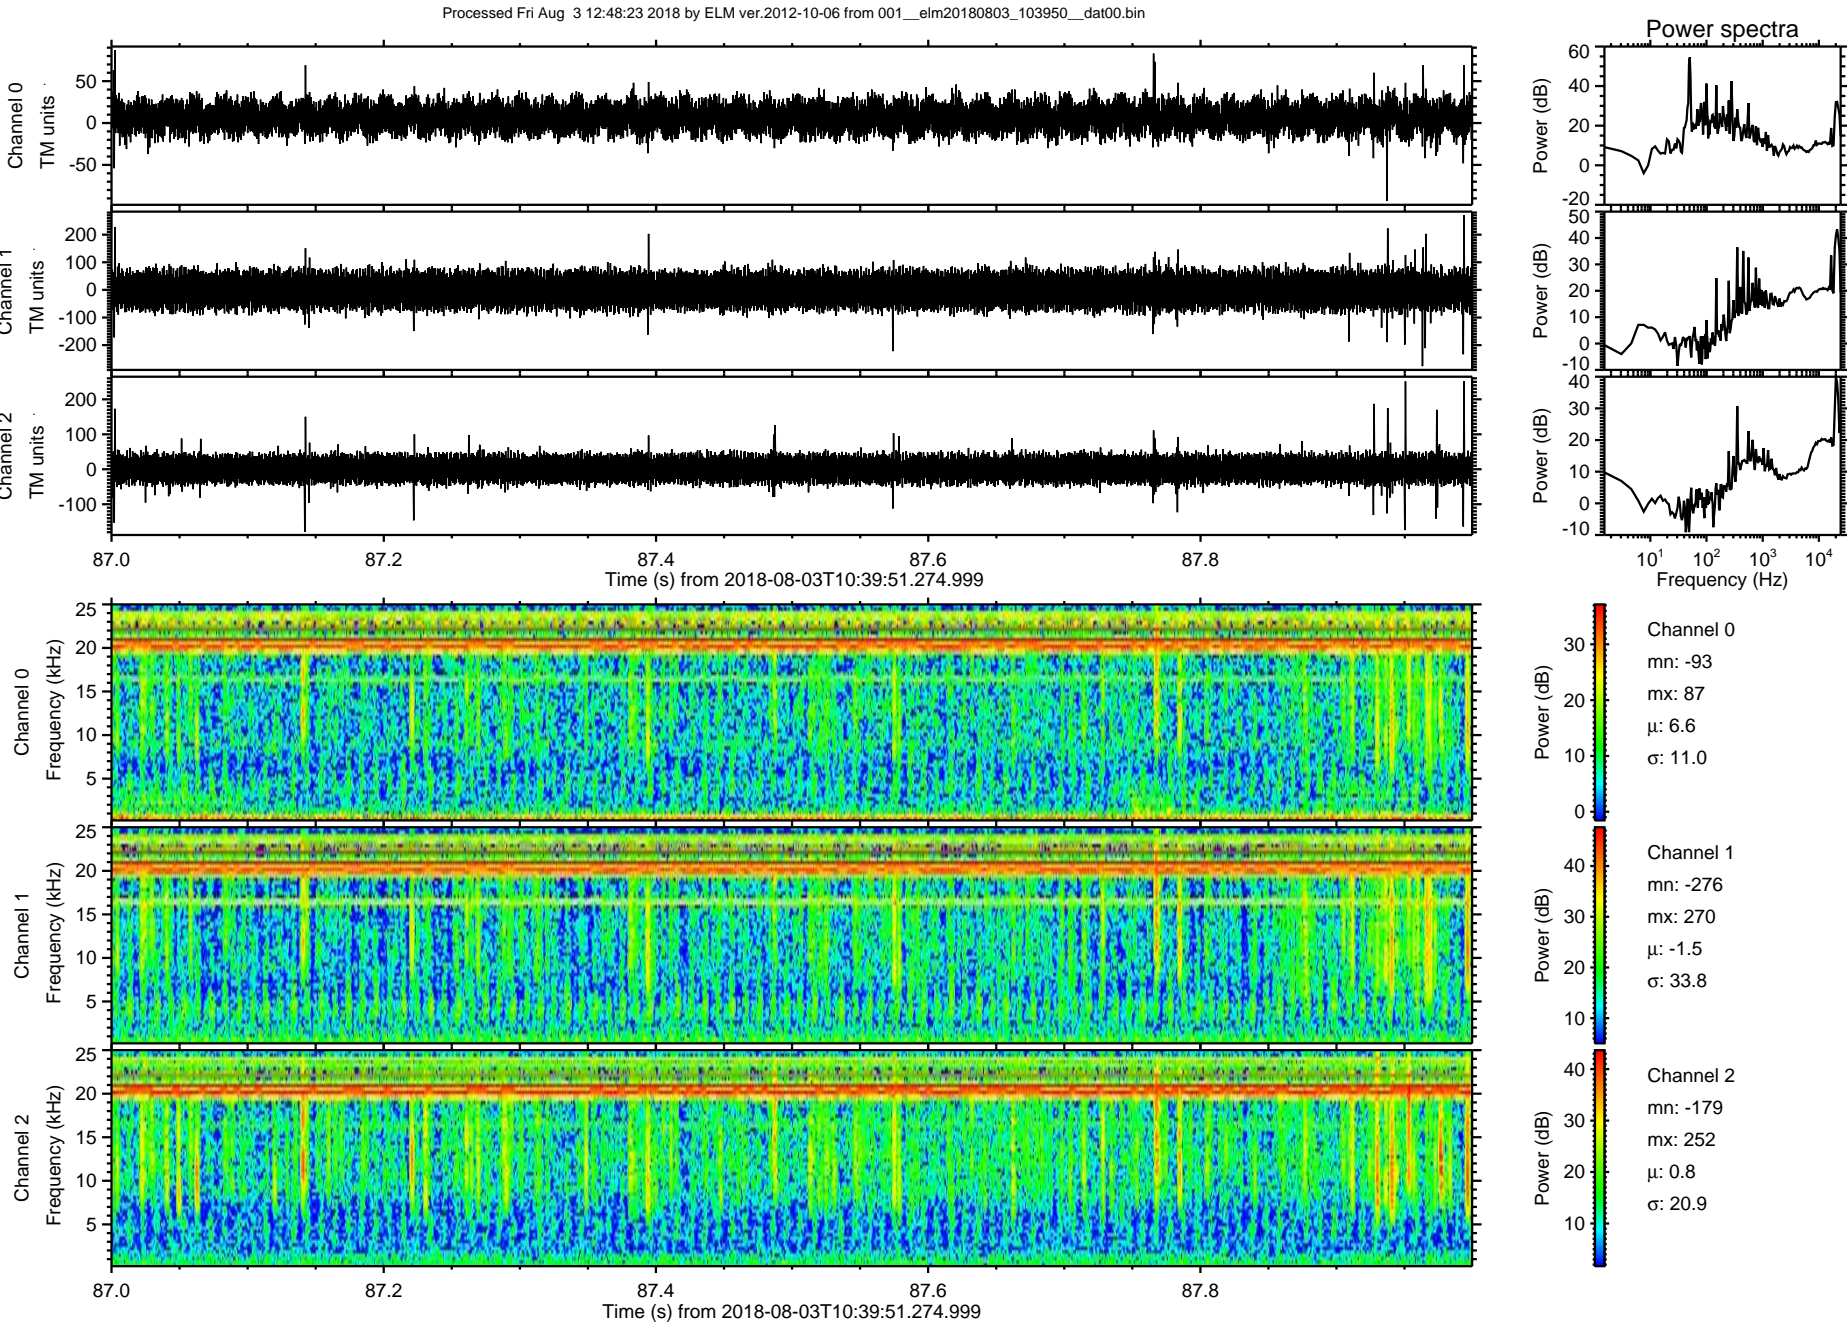 Processed Fri Aug  3 12:48:23 2018 by ELM ver.2012-10-06 from 001__elm20180803_103950__dat00.bin
Power spectra
Channel 0
TM units
50
0
-50
Power (dB)
60
40
20
0
-20
Channel 1
TM units
200
100
0
-100
-200
Power (dB)
50
40
30
20
10
0
-10
Channel 2
TM units
200
100
0
-100
Power (dB)
40
30
20
10
0
-10
87.0 87.2 87.4 87.6 87.8
Time (s) from 2018-08-03T10:39:51.274.999
10^1 10^2 10^3 10^4
Frequency (Hz)
Channel 0
Frequency (kHz)
25
20
15
10
5
Power (dB)
30
20
10
0
Channel 0
mn: -93
mx: 87
μ: 6.6
σ: 11.0
Channel 1
Frequency (kHz)
25
20
15
10
5
Power (dB)
40
30
20
10
Channel 1
mn: -276
mx: 270
μ: -1.5
σ: 33.8
Channel 2
Frequency (kHz)
25
20
15
10
5
Power (dB)
40
30
20
10
Channel 2
mn: -179
mx: 252
μ: 0.8
σ: 20.9
87.0 87.2 87.4 87.6 87.8
Time (s) from 2018-08-03T10:39:51.274.999